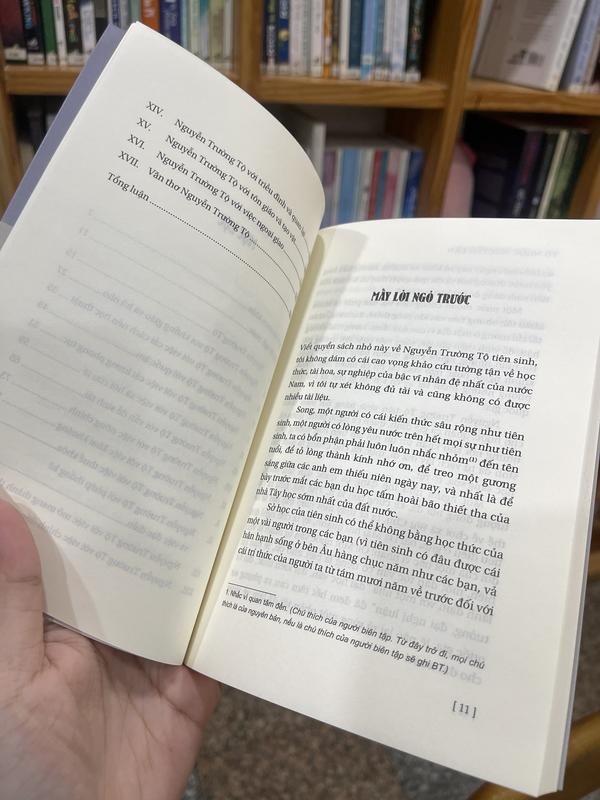 XIV. Nguyễn Trường Tộ với triều đình và quan lại
XV. Nguyễn Trường Tộ với tôn giáo và tạo vật
XVI. Nguyễn Trường Tộ với việc ngoại giao
XVII. Văn thơ Nguyễn Trường Tộ
Tổng luận
MẤY LỜI NGỎ TRƯỚC
Viết quyển sách nhỏ này về Nguyễn Trường Tộ tiên sinh,
tôi không dám có cái cao vọng khảo cứu tường tận về học
thức, tài hoa, sự nghiệp của bậc vĩ nhân đệ nhất của nước
Nam, vì tôi tự xét không đủ tài và cũng không có được
nhiều tài liệu.
Song, một người có cái kiến thức sâu rộng như tiên
sinh, một người có lòng yêu nước trên hết mọi sự như tiên
sinh, ta có bổn phận phải luôn luôn nhắc nhỏm(1) đến tên
tuổi, để tỏ lòng thành kính nhớ ơn, để treo một gương
sáng giữa các anh em thiếu niên ngày nay, và nhất là để
bày trước mắt các bạn du học tấm hoài bão thiết tha của
nhà Tây học sớm nhất của đất nước.
Sở học của tiên sinh có thể không bằng học thức của
một vài người trong các bạn (vì tiên sinh có đâu được cái
hân hạnh sống ở bên Âu hàng chục năm như các bạn, và
cái tri thức của người ta từ tám mươi năm về trước đối với
1. Nhắc vì quan tâm đến. (Chú thích của người biên tập. Từ đây trở đi, mọi chú
thích là của nguyên bản, nếu là chú thích của người biên tập sẽ ghi BT.)
[ 11 ]